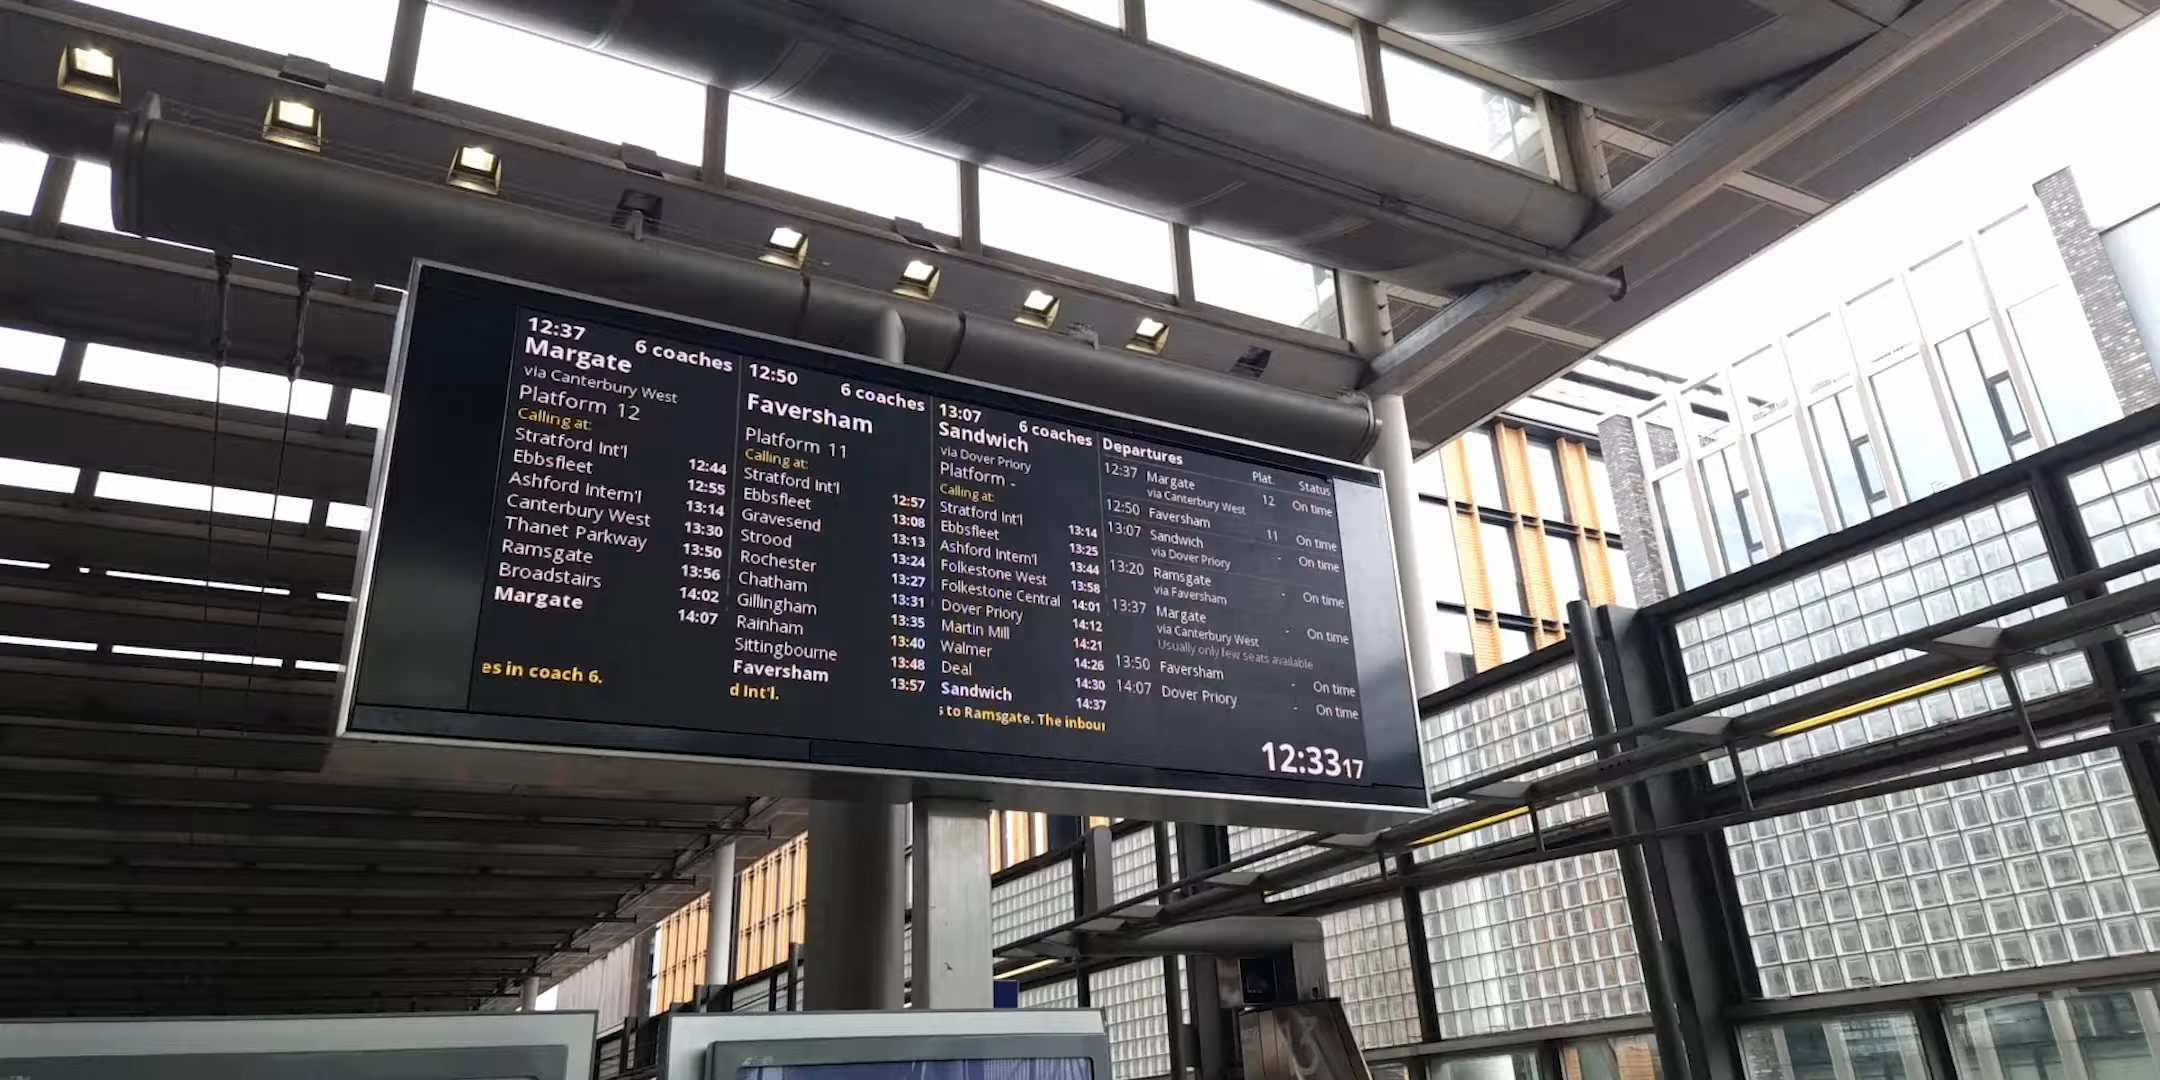 12:37
6 coaches
Margate
via Canterbury West
Platform 12
Calling at:
Stratford Int'l 12:44
Ebbsfleet 12:55
Ashford Intern'l 13:14
Canterbury West 13:30
Thanet Parkway 13:50
Ramsgate 13:56
Broadstairs 14:02
Margate 14:07
es in coach 6.
12:50
6 coaches
Faversham
Platform 11
Calling at:
Stratford Int'l 12:57
Ebbsfleet 13:08
Gravesend 13:13
Strood 13:24
Rochester 13:27
Chatham 13:31
Gillingham 13:35
Rainham 13:40
Sittingbourne 13:48
Faversham 13:57
d Int'l.
13:07
6 coaches
Sandwich
via Dover Priory
Platform -
Calling at:
Stratford Int'l 13:14
Ebbsfleet 13:25
Ashford Intern'l 13:44
Folkestone West 13:58
Folkestone Central 14:01
Dover Priory 14:12
Martin Mill 14:21
Walmer 14:26
Deal 14:30
Sandwich 14:37
s to Ramsgate. The inbour
Departures
Plat. Status
12:37 Margate 12 On time
via Canterbury West
12:50 Faversham 11 On time
13:07 Sandwich - On time
via Dover Priory
13:20 Ramsgate - On time
via Faversham
13:37 Margate - On time
via Canterbury West
Usually only few seats available
13:50 Faversham - On time
14:07 Dover Priory - On time
12:33 17
3